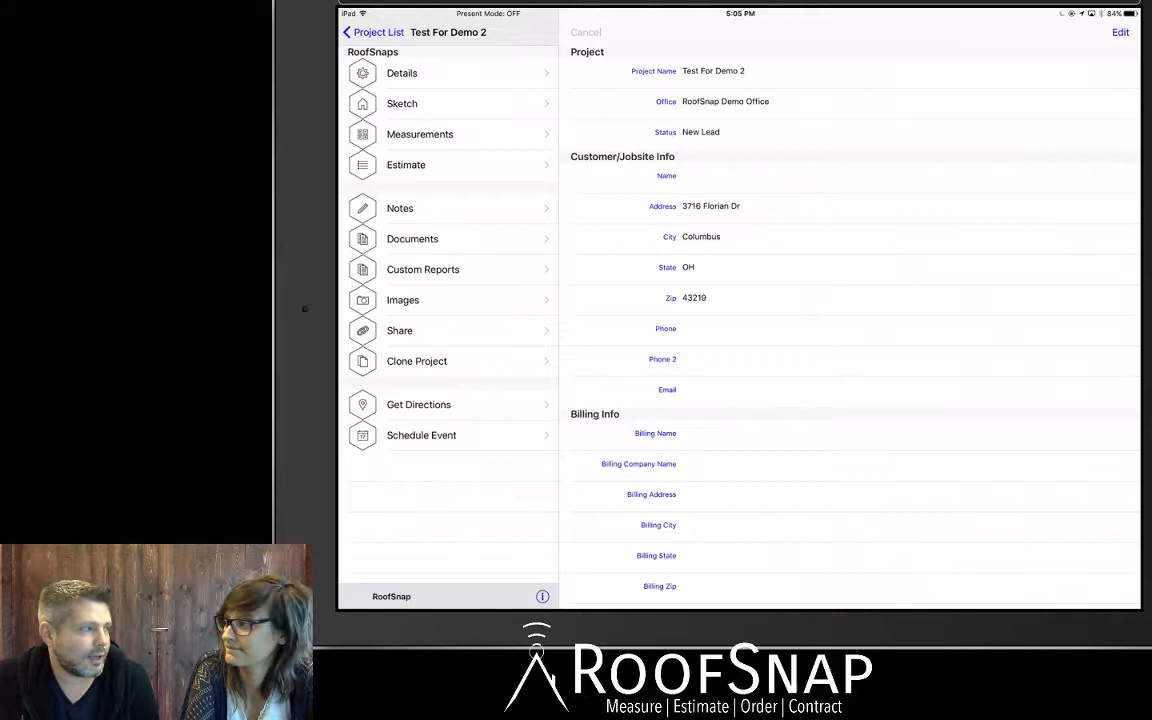 iPad
Present Mode: OFF
5:05 PM
84%
Project List
Test For Demo 2
Cancel
Edit
RoofSnaps
Details
Sketch
Measurements
Estimate
Notes
Documents
Custom Reports
Images
Share
Clone Project
Get Directions
17
Schedule Event
RoofSnap
Project
Project Name Test For Demo 2
Office RoofSnap Demo Office
Status New Lead
Customer/Jobsite Info
Name
Address 3716 Florian Dr
City Columbus
State OH
Zip 43219
Phone
Phone 2
Email
Billing Info
Billing Name
Billing Company Name
Billing Address
Billing City
Billing State
Billing Zip
ROOFSNAP
Measure | Estimate | Order | Contract